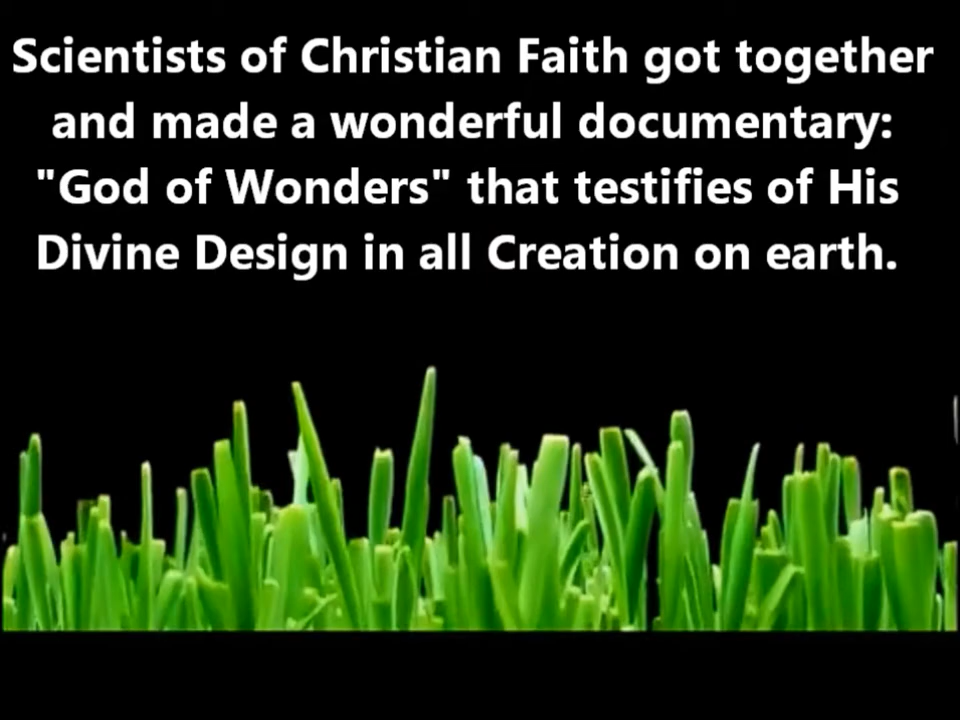 Scientists of Christian Faith got together
and made a wonderful documentary:
"God of Wonders" that testifies of His
Divine Design in all Creation on earth.